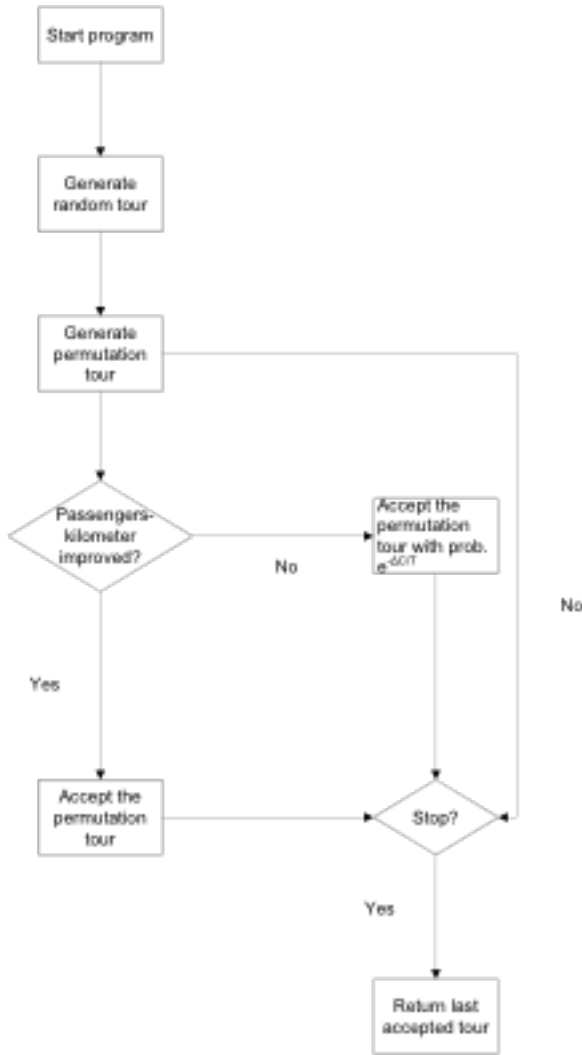 Start program
Generate
random tour
Generate
permutation
tour
Passengers-
kilometer
improved?
No
Accept the
permutation
tour with prob.
e^-ΔC/T
No
Yes
Accept the
permutation
tour
Stop?
Yes
Return last
accepted tour